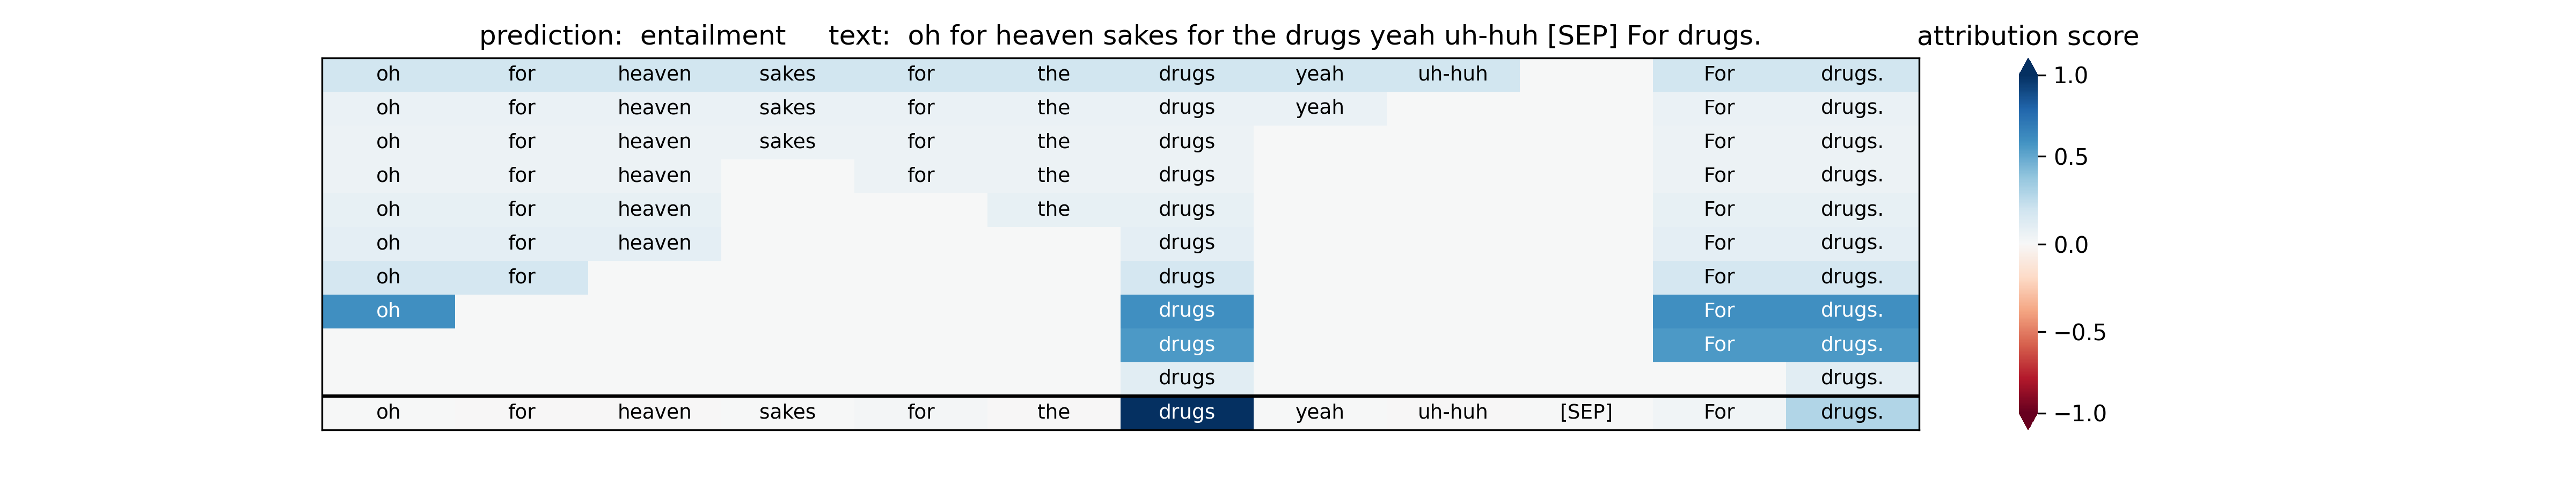 prediction:  entailment     text:  oh for heaven sakes for the drugs yeah uh-huh [SEP] For drugs.
attribution score
oh for heaven sakes for the drugs yeah uh-huh For drugs.
oh for heaven sakes for the drugs yeah For drugs.
oh for heaven sakes for the drugs For drugs.
oh for heaven for the drugs For drugs.
oh for heaven the drugs For drugs.
oh for heaven drugs For drugs.
oh for drugs For drugs.
oh drugs For drugs.
drugs For drugs.
drugs drugs.
oh for heaven sakes for the drugs yeah uh-huh [SEP] For drugs.
1.0
0.5
0.0
−0.5
−1.0